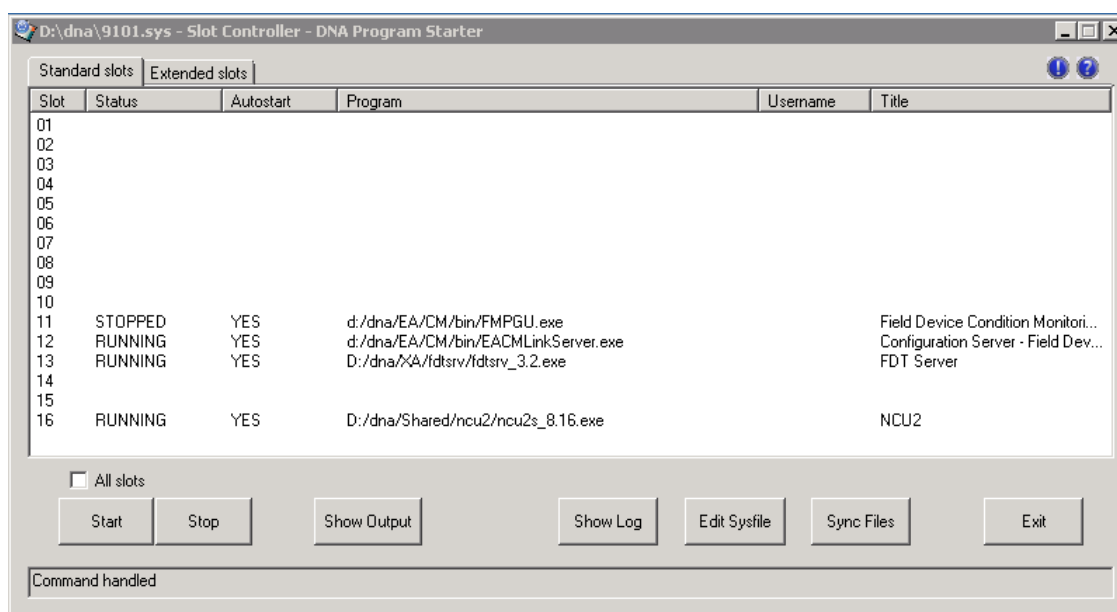 D:\dna\9101.sys - Slot Controller - DNA Program Starter
Standard slots Extended slots
Slot Status Autostart Program Username Title
01
02
03
04
05
06
07
08
09
10
11 STOPPED YES d:/dna/EA/CM/bin/FMPGU.exe Field Device Condition Monitori...
12 RUNNING YES d:/dna/EA/CM/bin/EACMLinkServer.exe Configuration Server - Field Dev...
13 RUNNING YES D:/dna/XA/fdtsrv/fdtsrv_3.2.exe FDT Server
14
15
16 RUNNING YES D:/dna/Shared/ncu2/ncu2s_8.16.exe NCU2
All slots
Start Stop Show Output Show Log Edit Sysfile Sync Files Exit
Command handled